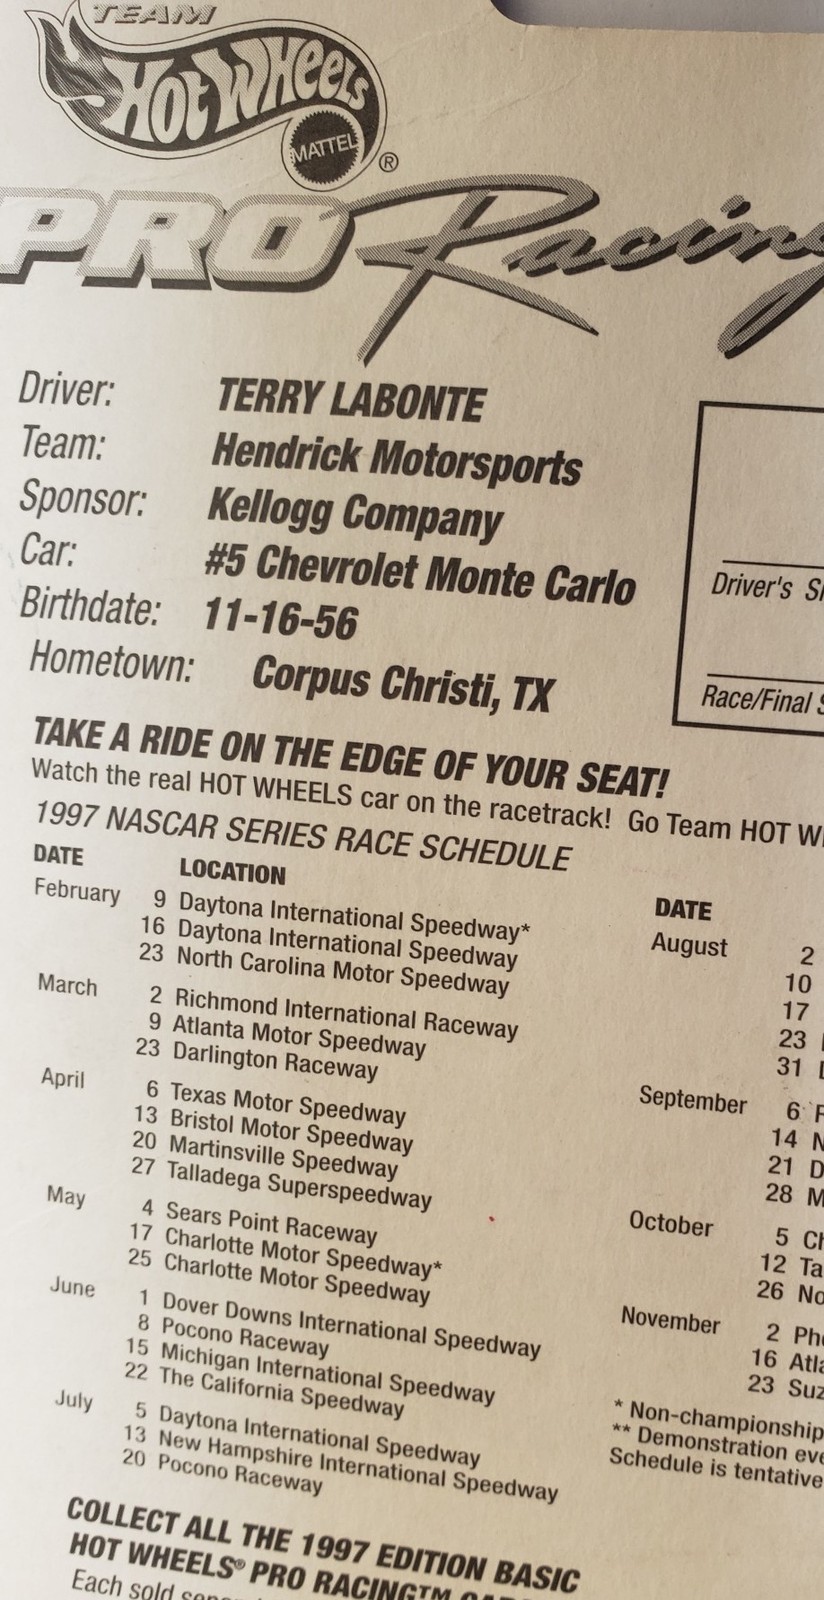 TEAM
Hot Wheels
MATTEL
®
PRO Racing
Driver: TERRY LABONTE
Team: Hendrick Motorsports
Sponsor: Kellogg Company
Car: #5 Chevrolet Monte Carlo
Birthdate: 11-16-56
Hometown: Corpus Christi, TX
Driver's
Race/Final
TAKE A RIDE ON THE EDGE OF YOUR SEAT!
Watch the real HOT WHEELS car on the racetrack! Go Team HOT
1997 NASCAR SERIES RACE SCHEDULE
DATE LOCATION
February 9 Daytona International Speedway*
16 Daytona International Speedway
23 North Carolina Motor Speedway
March 2 Richmond International Raceway
9 Atlanta Motor Speedway
23 Darlington Raceway
April 6 Texas Motor Speedway
13 Bristol Motor Speedway
20 Martinsville Speedway
27 Talladega Superspeedway
May 4 Sears Point Raceway
17 Charlotte Motor Speedway*
25 Charlotte Motor Speedway
June 1 Dover Downs International Speedway
8 Pocono Raceway
15 Michigan International Speedway
22 The California Speedway
July 5 Daytona International Speedway
13 New Hampshire International Speedway
20 Pocono Raceway
DATE
August 2
10
17
23
31
September 6
14
21
28
October 5
12
26
November 2
16
23
* Non-championship
** Demonstration
Schedule is tentative
COLLECT ALL THE 1997 EDITION BASIC
HOT WHEELS® PRO RACING™
Each sold